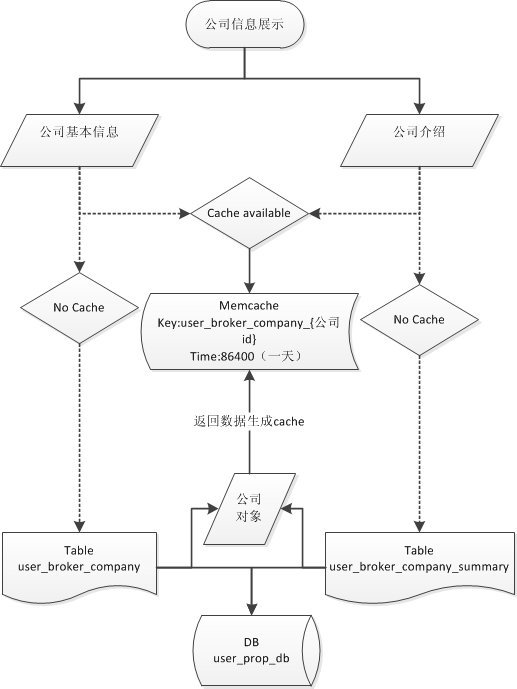 公司信息展示
公司基本信息
公司介绍
Cache available
No Cache
No Cache
Memcache
Key:user_broker_company_{公司
id}
Time:86400（一天）
返回数据生成cache
公司
对象
Table
user_broker_company
Table
user_broker_company_summary
DB
user_prop_db